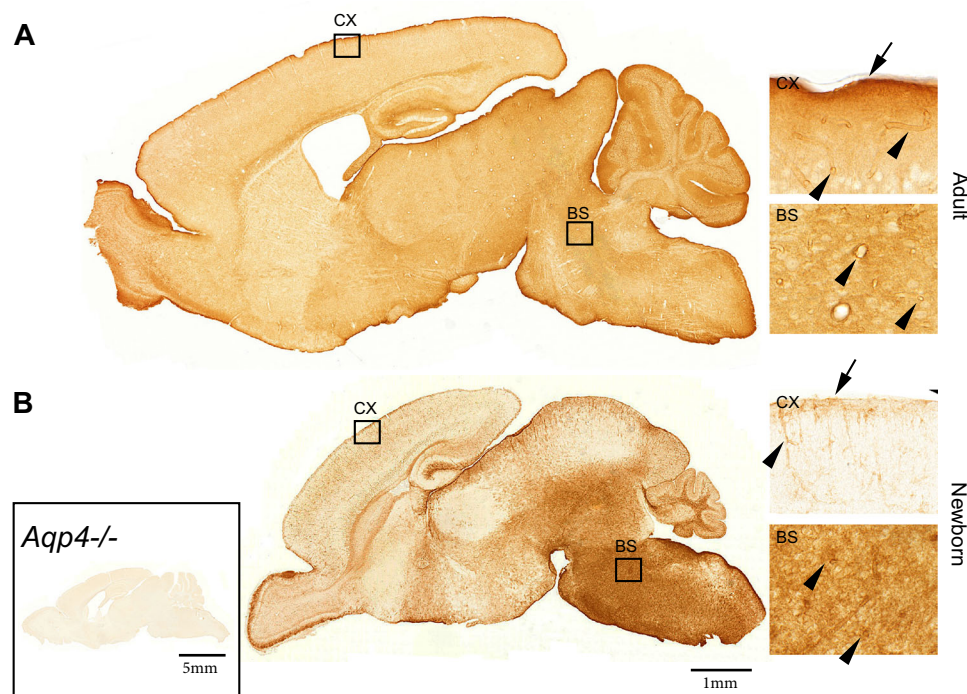 A
CX
BS
CX
BS
Adult
B
CX
BS
CX
BS
Newborn
Aqp4-/-
5mm
1mm